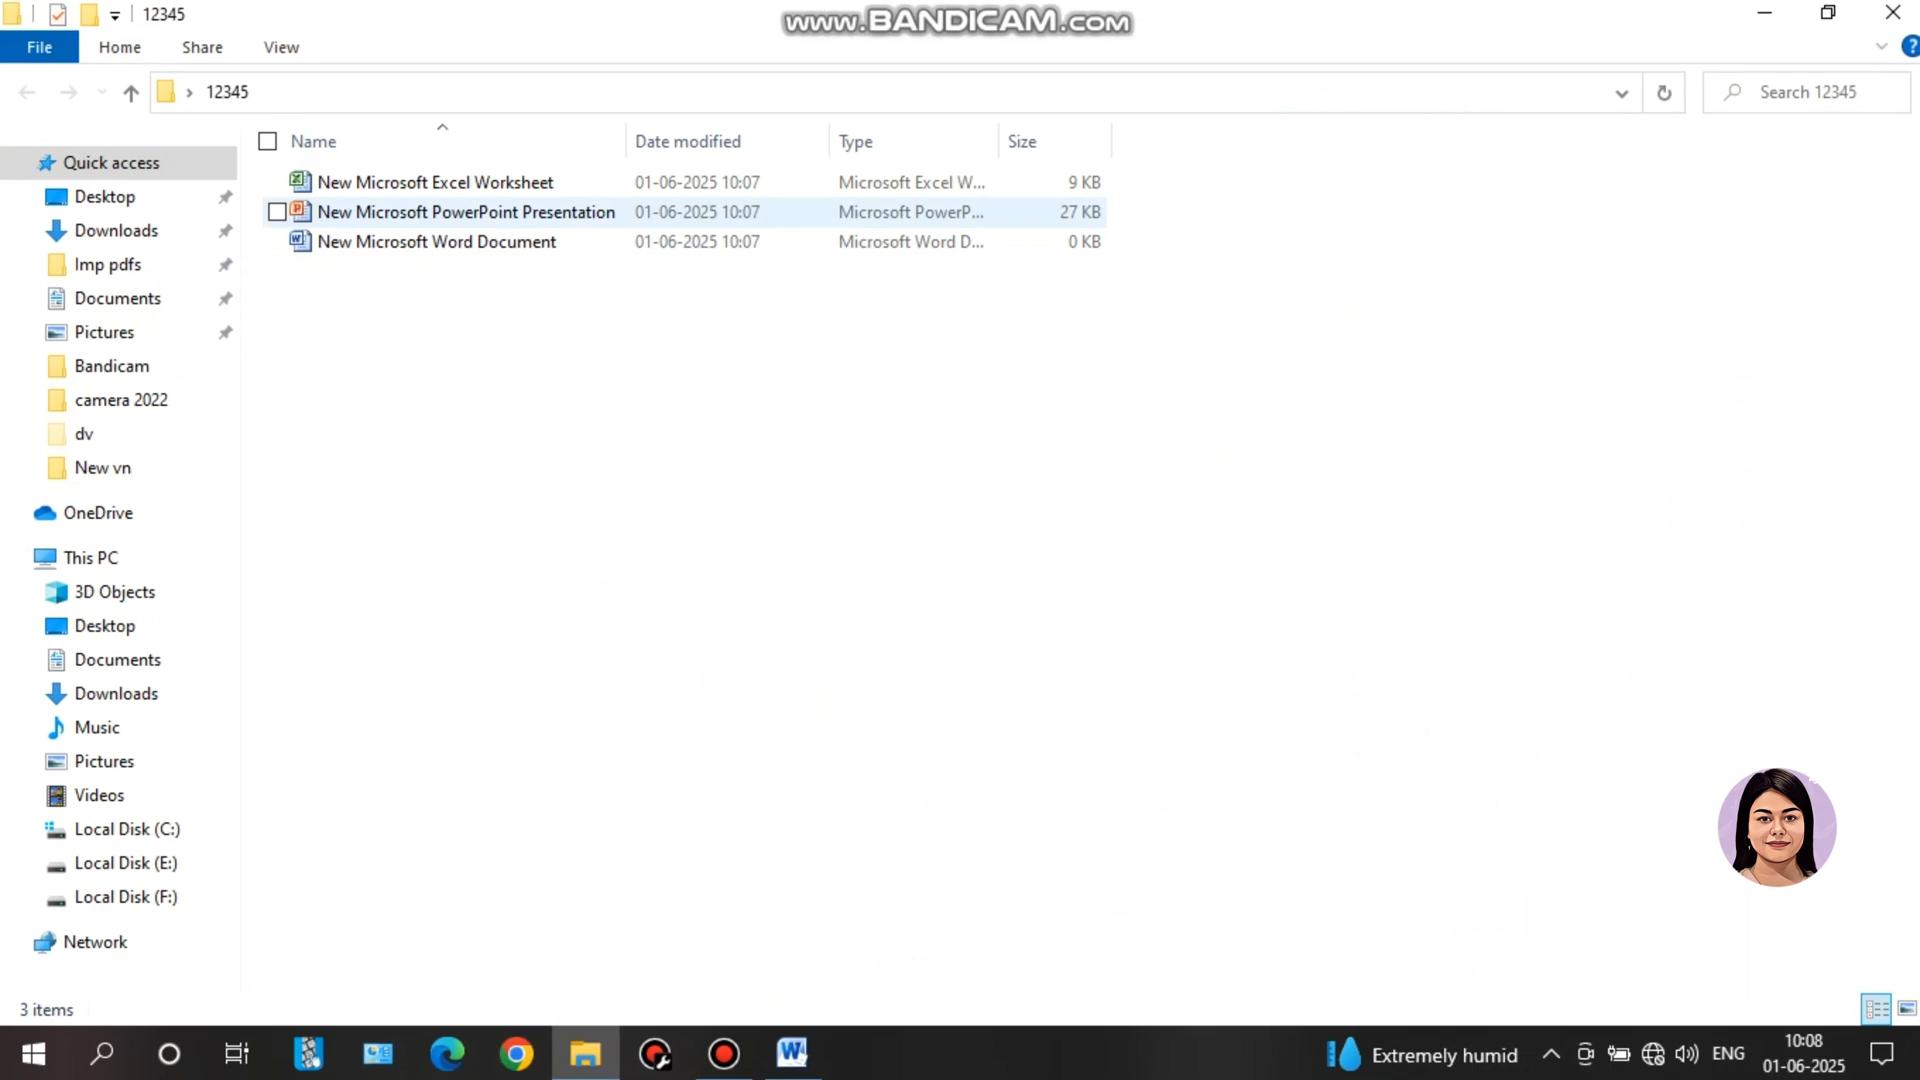 12345
www.BANDICAM.com
File Home Share View
12345
Search 12345
Name Date modified Type Size
Quick access
New Microsoft Excel Worksheet 01-06-2025 10:07 Microsoft Excel W... 9 KB
Desktop
New Microsoft PowerPoint Presentation 01-06-2025 10:07 Microsoft PowerP... 27 KB
Downloads
New Microsoft Word Document 01-06-2025 10:07 Microsoft Word D... 0 KB
Imp pdfs
Documents
Pictures
Bandicam
camera 2022
dv
New vn
OneDrive
This PC
3D Objects
Desktop
Documents
Downloads
Music
Pictures
Videos
Local Disk (C:)
Local Disk (E:)
Local Disk (F:)
Network
3 items
Extremely humid ENG 10:08
01-06-2025